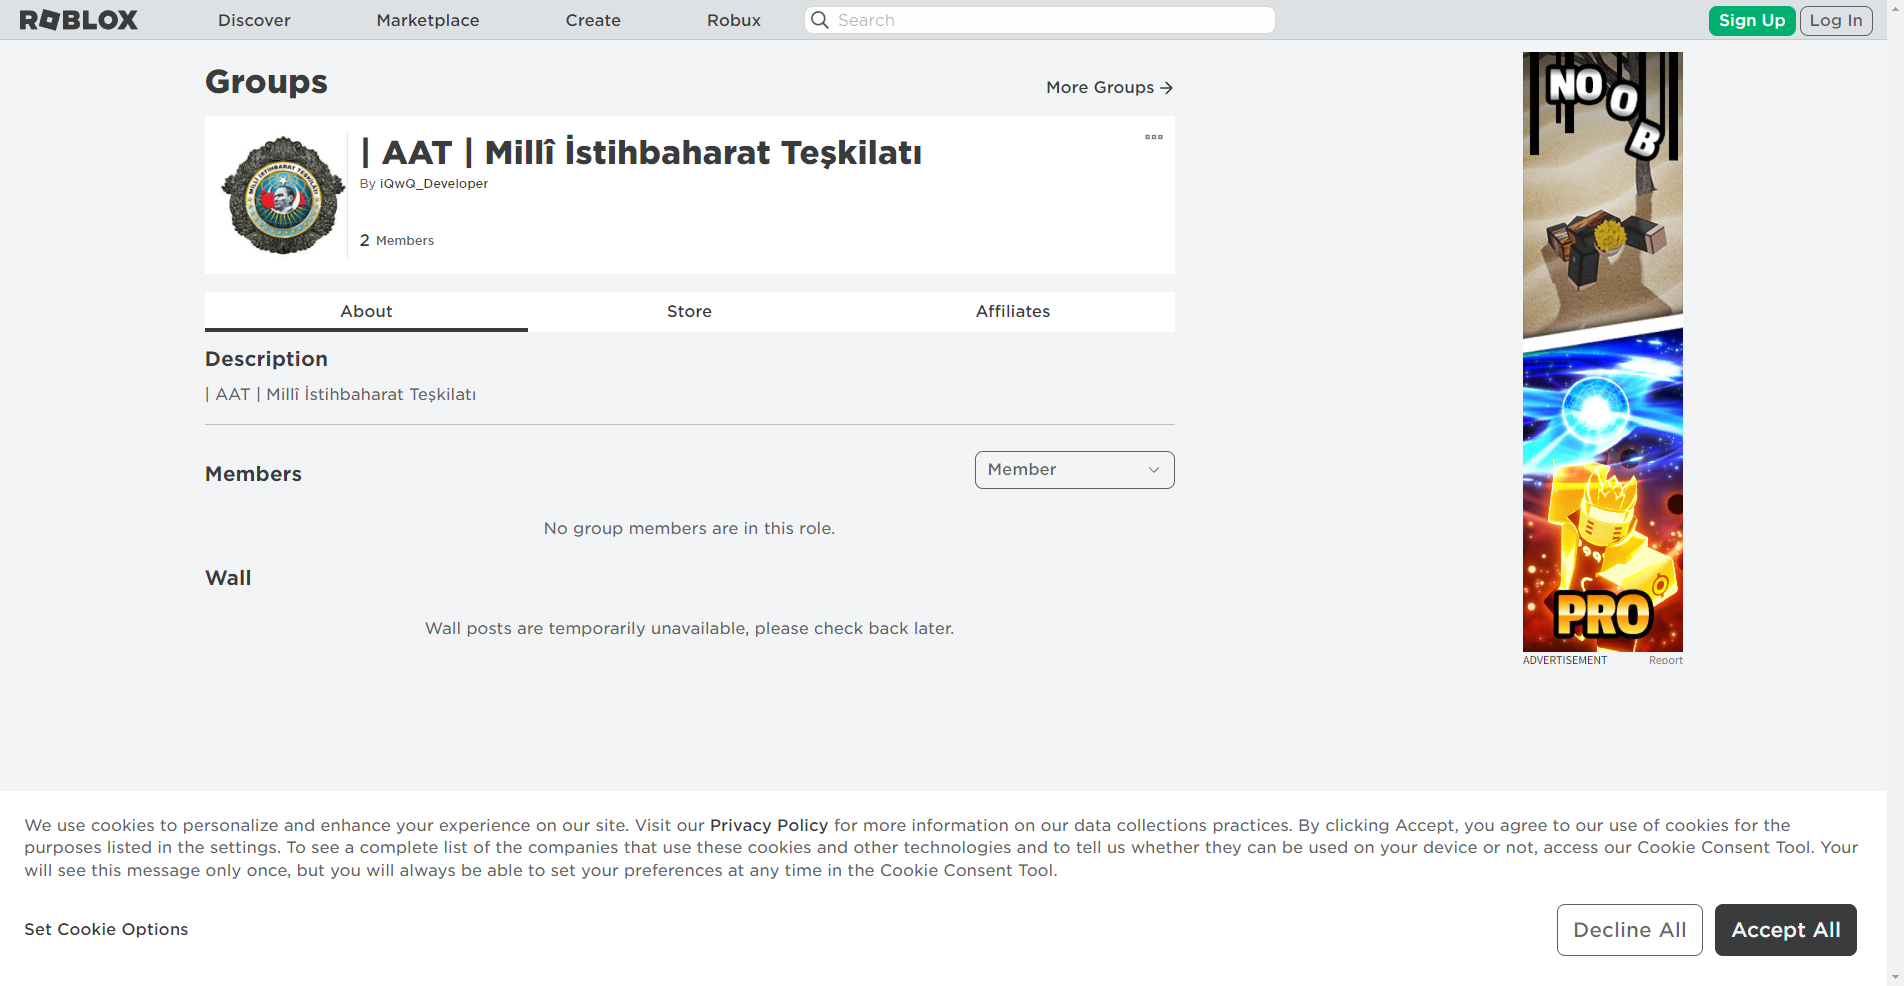 ROBLOX
Discover
Marketplace
Create
Robux
Search
Sign Up
Log In
Groups
More Groups
MİLLİ İSTİHBARAT TEŞKİLATI
| AAT | Millî İstihbaharat Teşkilatı
By iQwQ_Developer
2 Members
About
Store
Affiliates
Description
| AAT | Millî İstihbaharat Teşkilatı
Members
Member
No group members are in this role.
Wall
Wall posts are temporarily unavailable, please check back later.
NOOB
PRO
ADVERTISEMENT
Report
We use cookies to personalize and enhance your experience on our site. Visit our Privacy Policy for more information on our data collections practices. By clicking Accept, you agree to our use of cookies for the
purposes listed in the settings. To see a complete list of the companies that use these cookies and other technologies and to tell us whether they can be used on your device or not, access our Cookie Consent Tool. Your
will see this message only once, but you will always be able to set your preferences at any time in the Cookie Consent Tool.
Set Cookie Options
Decline All
Accept All